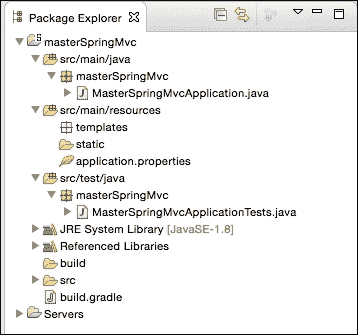 Package Explorer
masterSpringMvc
src/main/java
masterSpringMvc
MasterSpringMvcApplication.java
src/main/resources
templates
static
application.properties
src/test/java
masterSpringMvc
MasterSpringMvcApplicationTests.java
JRE System Library [JavaSE-1.8]
Referenced Libraries
build
src
build.gradle
Servers